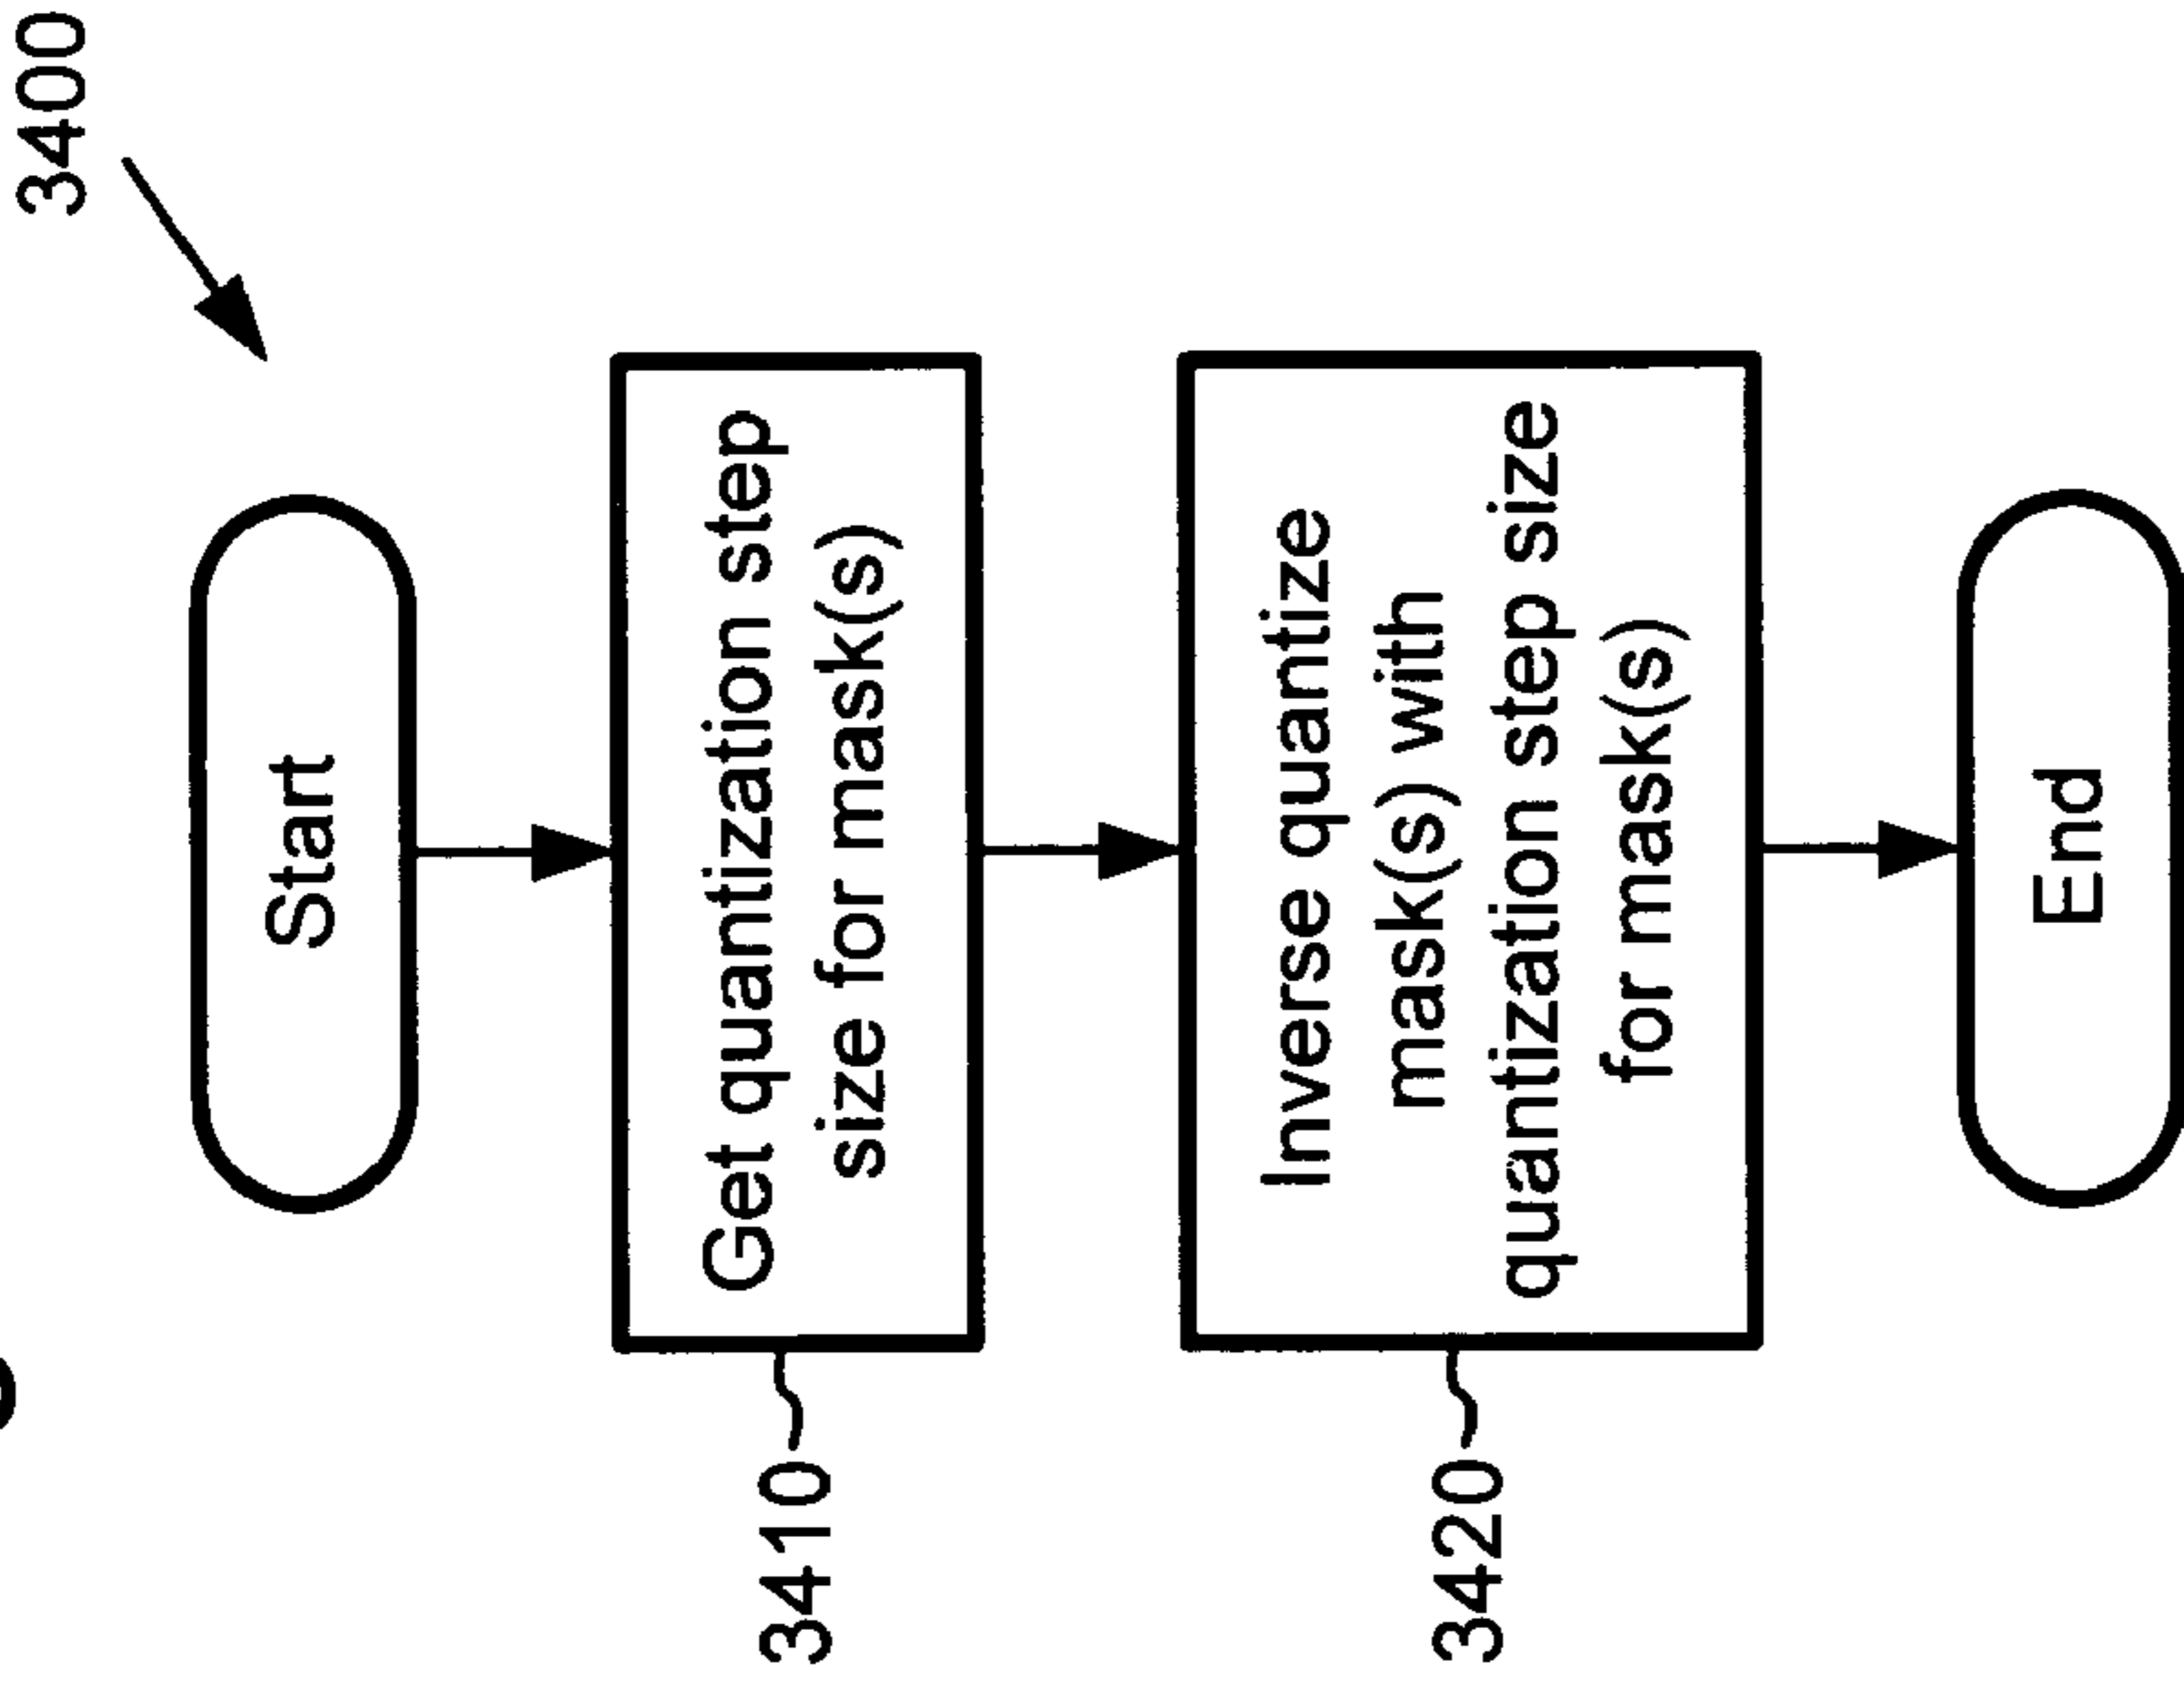 3400
Start
Get quantization step
size for mask(s)
3410
Inverse quantize
mask(s) with
quantization step size
for mask(s)
3420
End